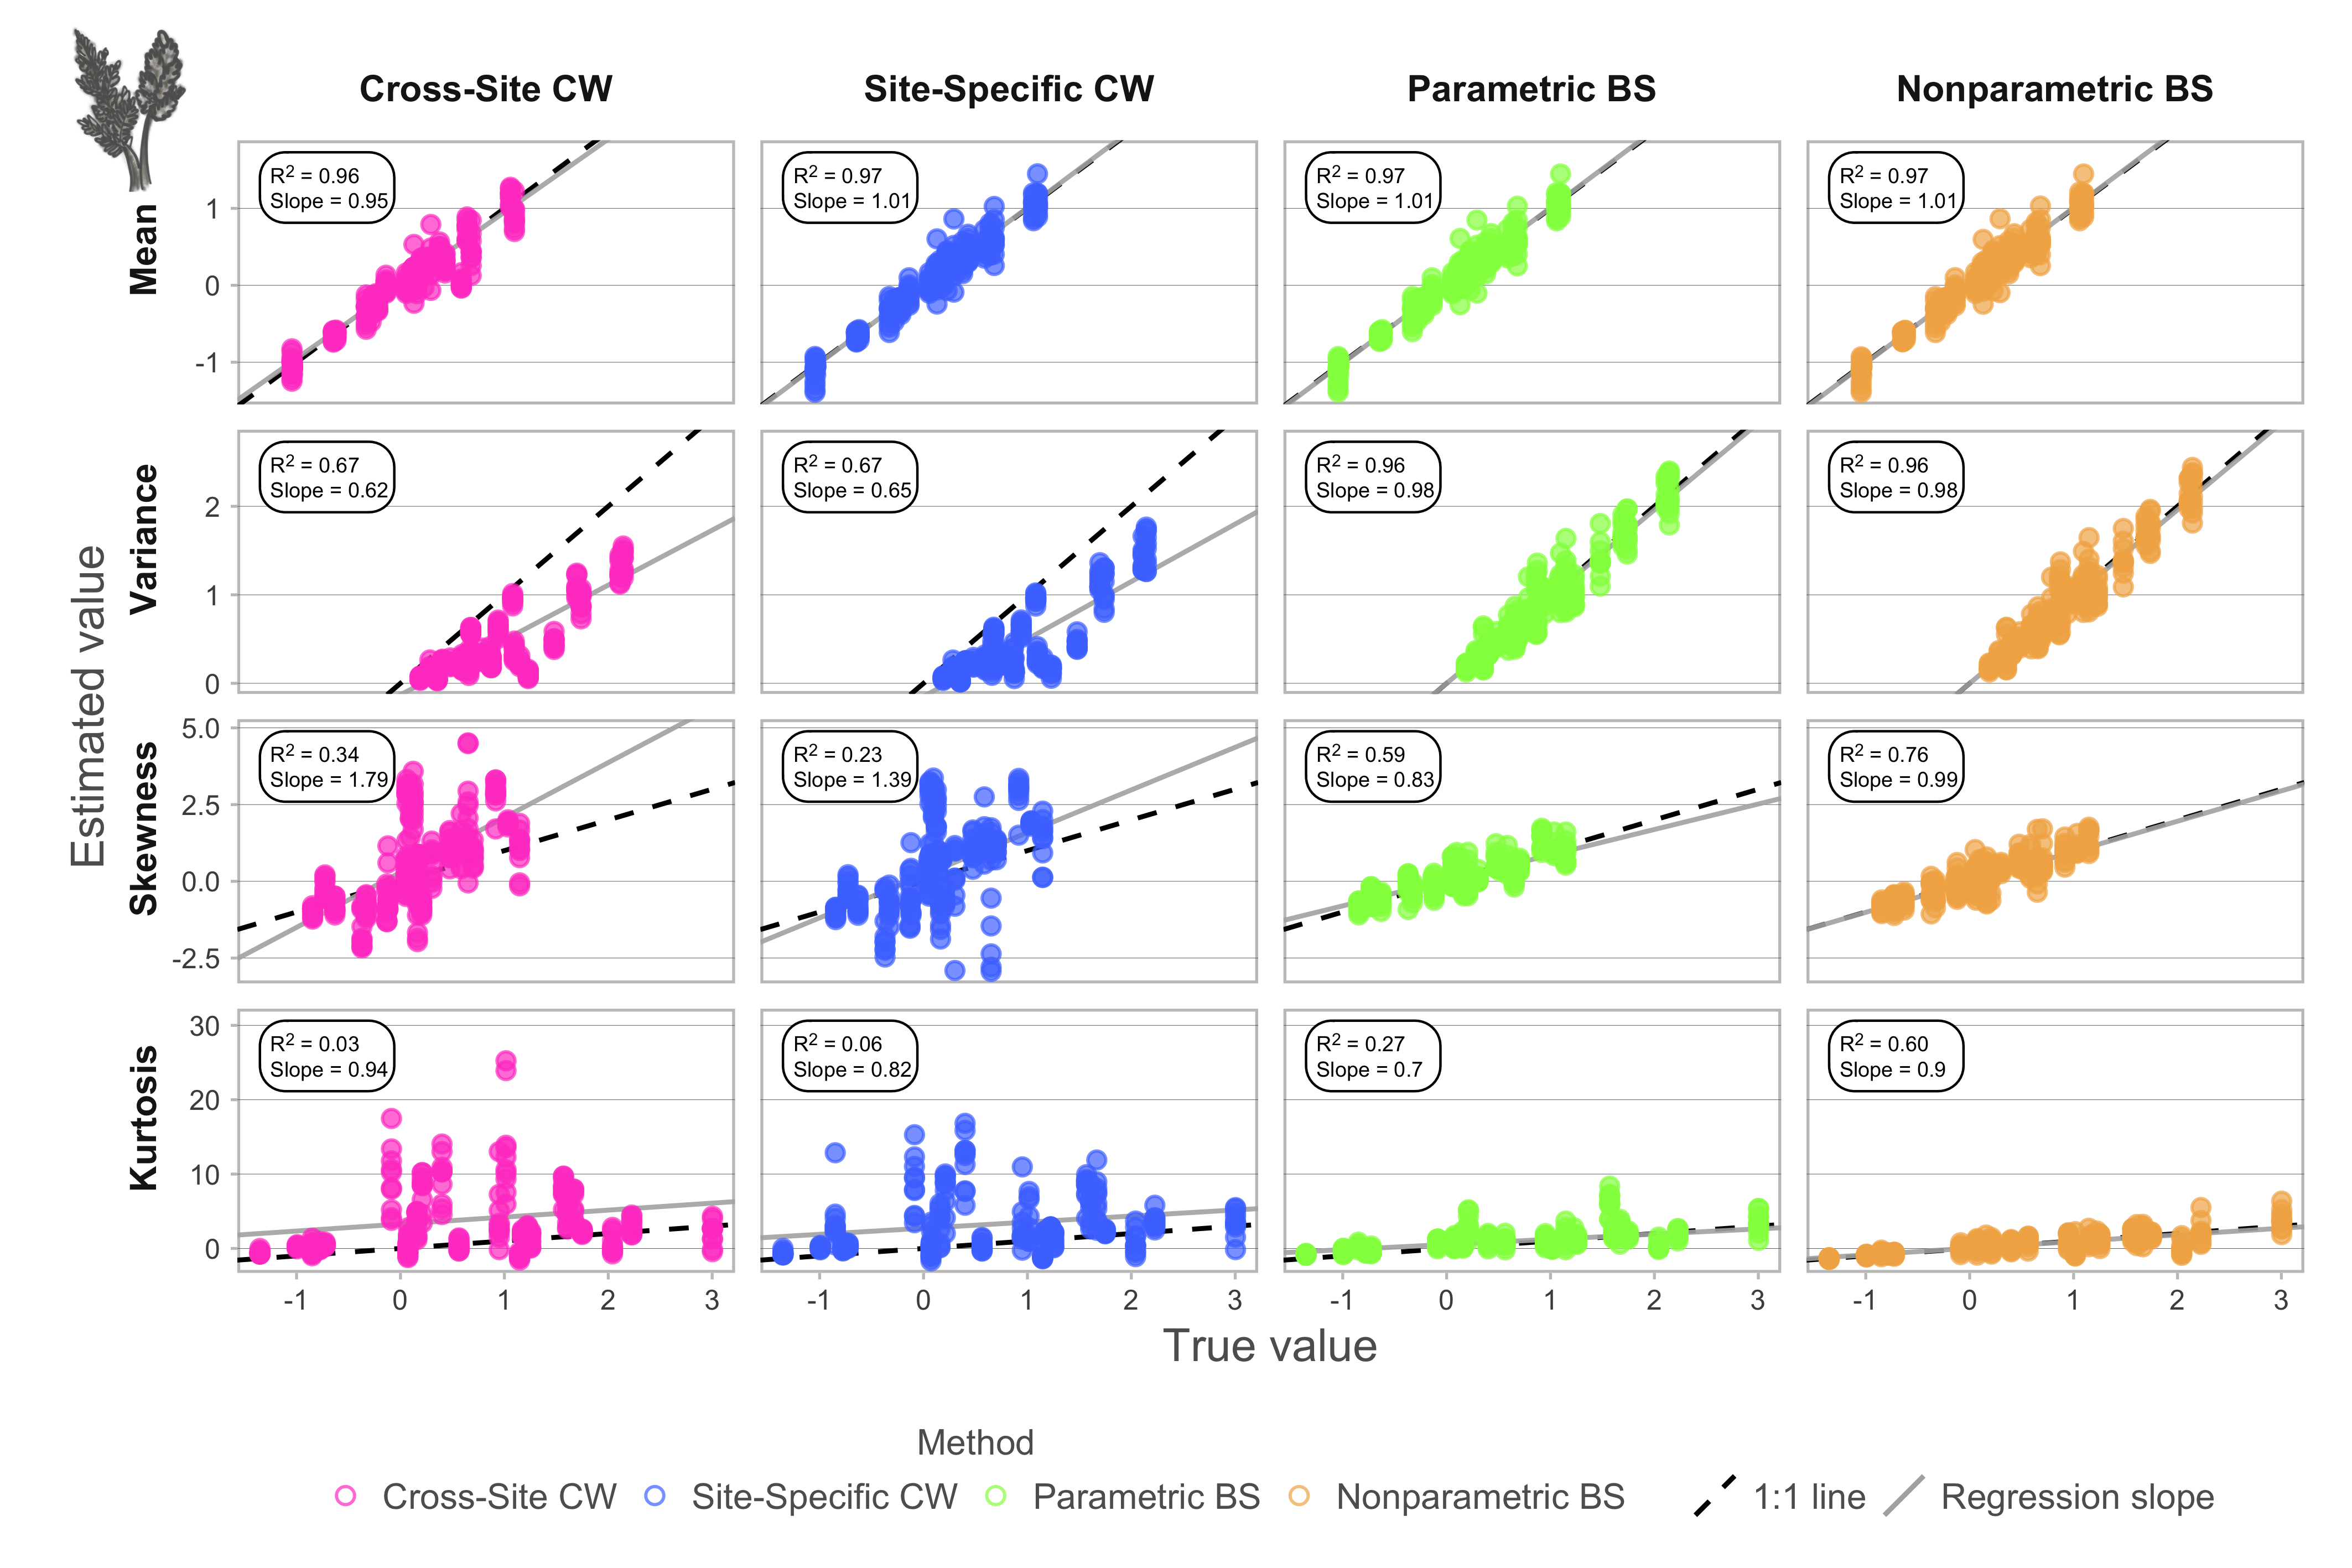 Cross-Site CW
Site-Specific CW
Parametric BS
Nonparametric BS
Estimated value
Mean
1
0
-1
R² = 0.96
Slope = 0.95
R² = 0.97
Slope = 1.01
R² = 0.97
Slope = 1.01
R² = 0.97
Slope = 1.01
Variance
2
1
0
R² = 0.67
Slope = 0.62
R² = 0.67
Slope = 0.65
R² = 0.96
Slope = 0.98
R² = 0.96
Slope = 0.98
Skewness
5.0
2.5
0.0
-2.5
R² = 0.34
Slope = 1.79
R² = 0.23
Slope = 1.39
R² = 0.59
Slope = 0.83
R² = 0.76
Slope = 0.99
Kurtosis
30
20
10
0
R² = 0.03
Slope = 0.94
R² = 0.06
Slope = 0.82
R² = 0.27
Slope = 0.7
R² = 0.60
Slope = 0.9
-1 0 1 2 3
-1 0 1 2 3
-1 0 1 2 3
-1 0 1 2 3
True value
Method
Cross-Site CW
Site-Specific CW
Parametric BS
Nonparametric BS
1:1 line
Regression slope